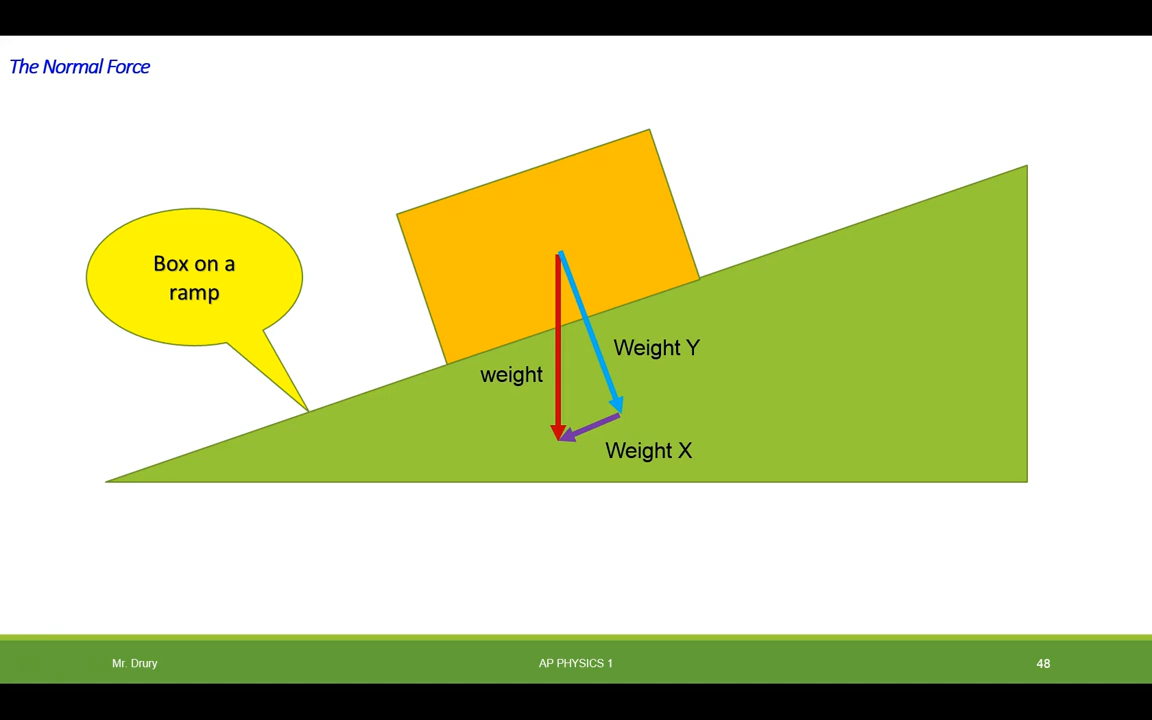 The Normal Force
Box on a
ramp
Weight Y
weight
Weight X
Mr. Drury
AP PHYSICS 1
48